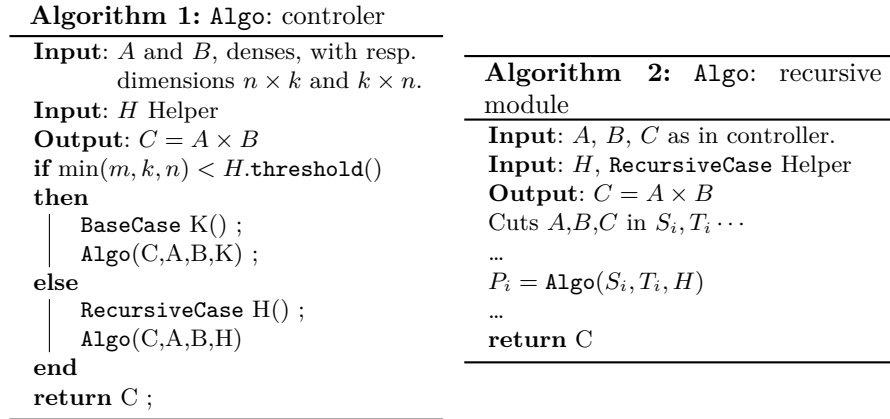 Algorithm 1: Algo: controler
Input: A and B, denses, with resp.
dimensions n × k and k × n.
Input: H Helper
Output: C = A × B
if min(m, k, n) < H.threshold()
then
BaseCase K() ;
Algo(C,A,B,K) ;
else
RecursiveCase H() ;
Algo(C,A,B,H)
end
return C ;
Algorithm 2: Algo: recursive
module
Input: A, B, C as in controller.
Input: H, RecursiveCase Helper
Output: C = A × B
Cuts A,B,C in S_i, T_i ···
…
P_i = Algo(S_i, T_i, H)
…
return C